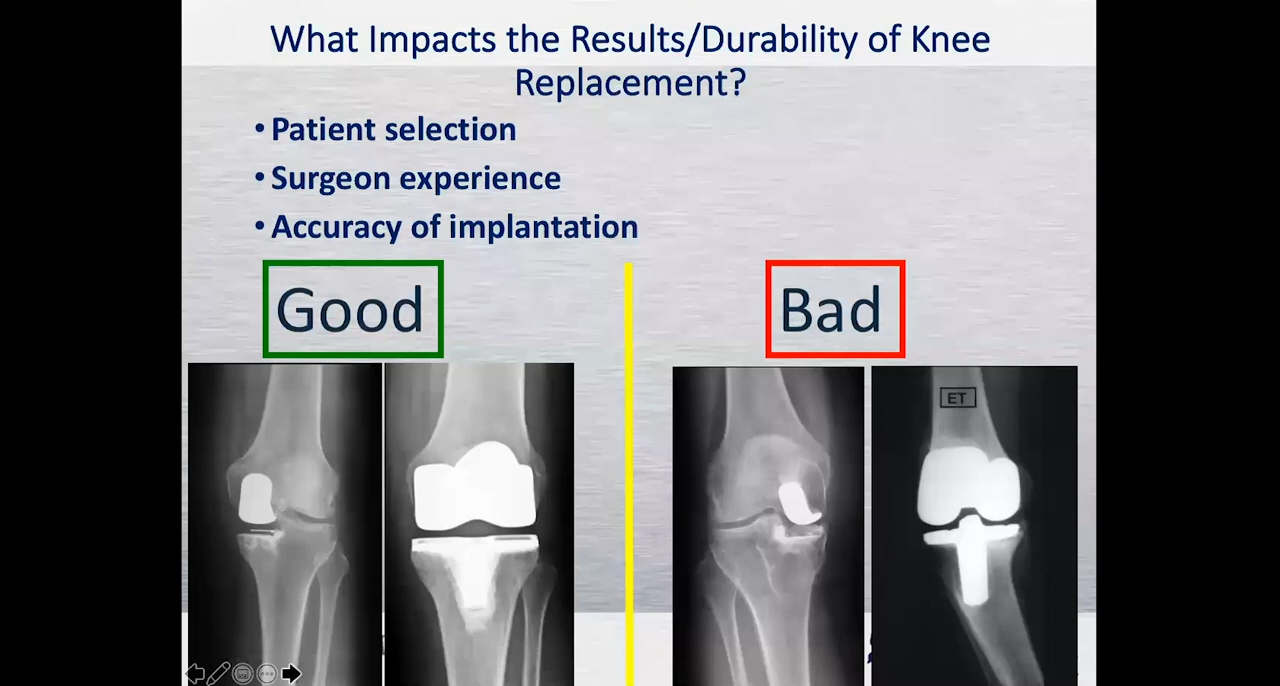 What Impacts the Results/Durability of Knee
Replacement?
• Patient selection
• Surgeon experience
• Accuracy of implantation
Good
Bad
ET